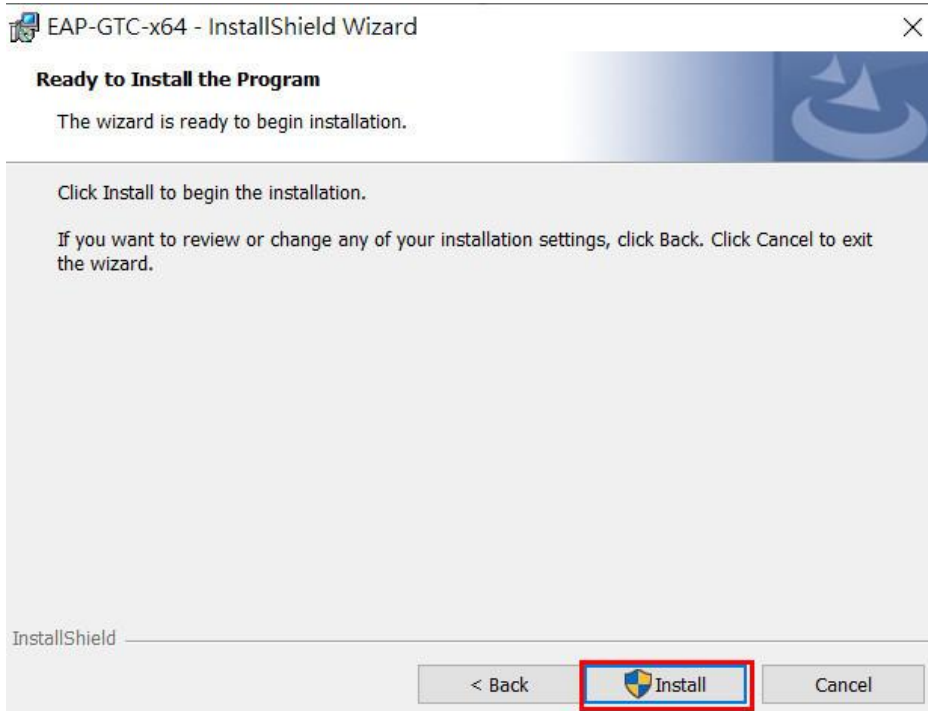 EAP-GTC-x64 - InstallShield Wizard
Ready to Install the Program
The wizard is ready to begin installation.
Click Install to begin the installation.
If you want to review or change any of your installation settings, click Back. Click Cancel to exit
the wizard.
InstallShield
< Back Install Cancel